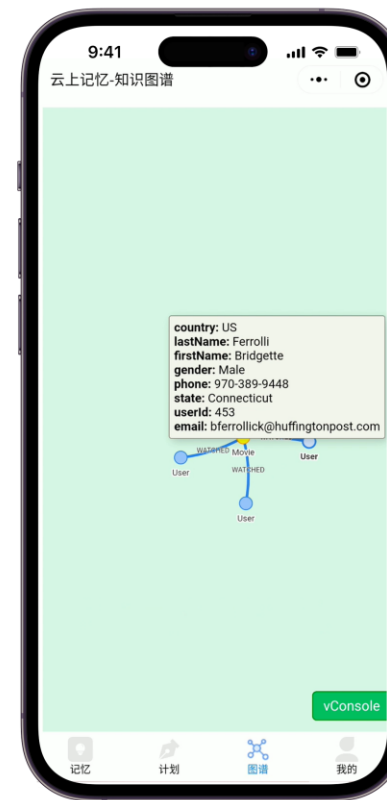 9:41
云上记忆-知识图谱
country: US
lastName: Ferrolli
firstName: Bridgette
gender: Male
phone: 970-389-9448
state: Connecticut
userId: 453
email: bferrollick@huffingtonpost.com
WATCHED
Movie
User
User
WATCHED
User
vConsole
记忆
计划
图谱
我的